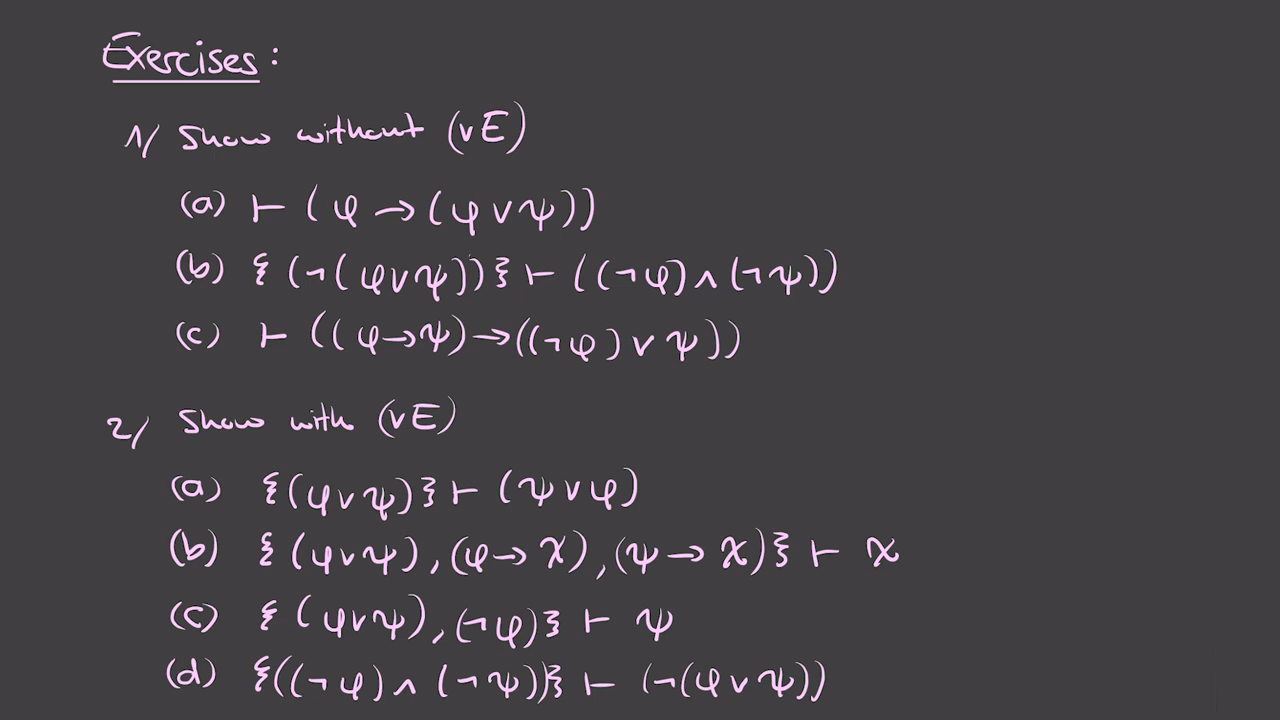 Exercises:
1/ Show without (∨E)
(a) ⊢ (φ → (φ ∨ ψ))
(b) {(¬(φ∨ψ))} ⊢ ((¬φ) ∧ (¬ψ))
(c) ⊢ ((φ→ψ)→((¬φ) ∨ ψ))
2/ Show with (∨E)
(a) {(φ∨ψ)} ⊢ (ψ∨φ)
(b) {(φ∨ψ), (φ→χ), (ψ→χ)} ⊢ χ
(c) {(φ∨ψ), (¬φ)} ⊢ ψ
(d) {((¬φ) ∧ (¬ψ))} ⊢ (¬(φ∨ψ))